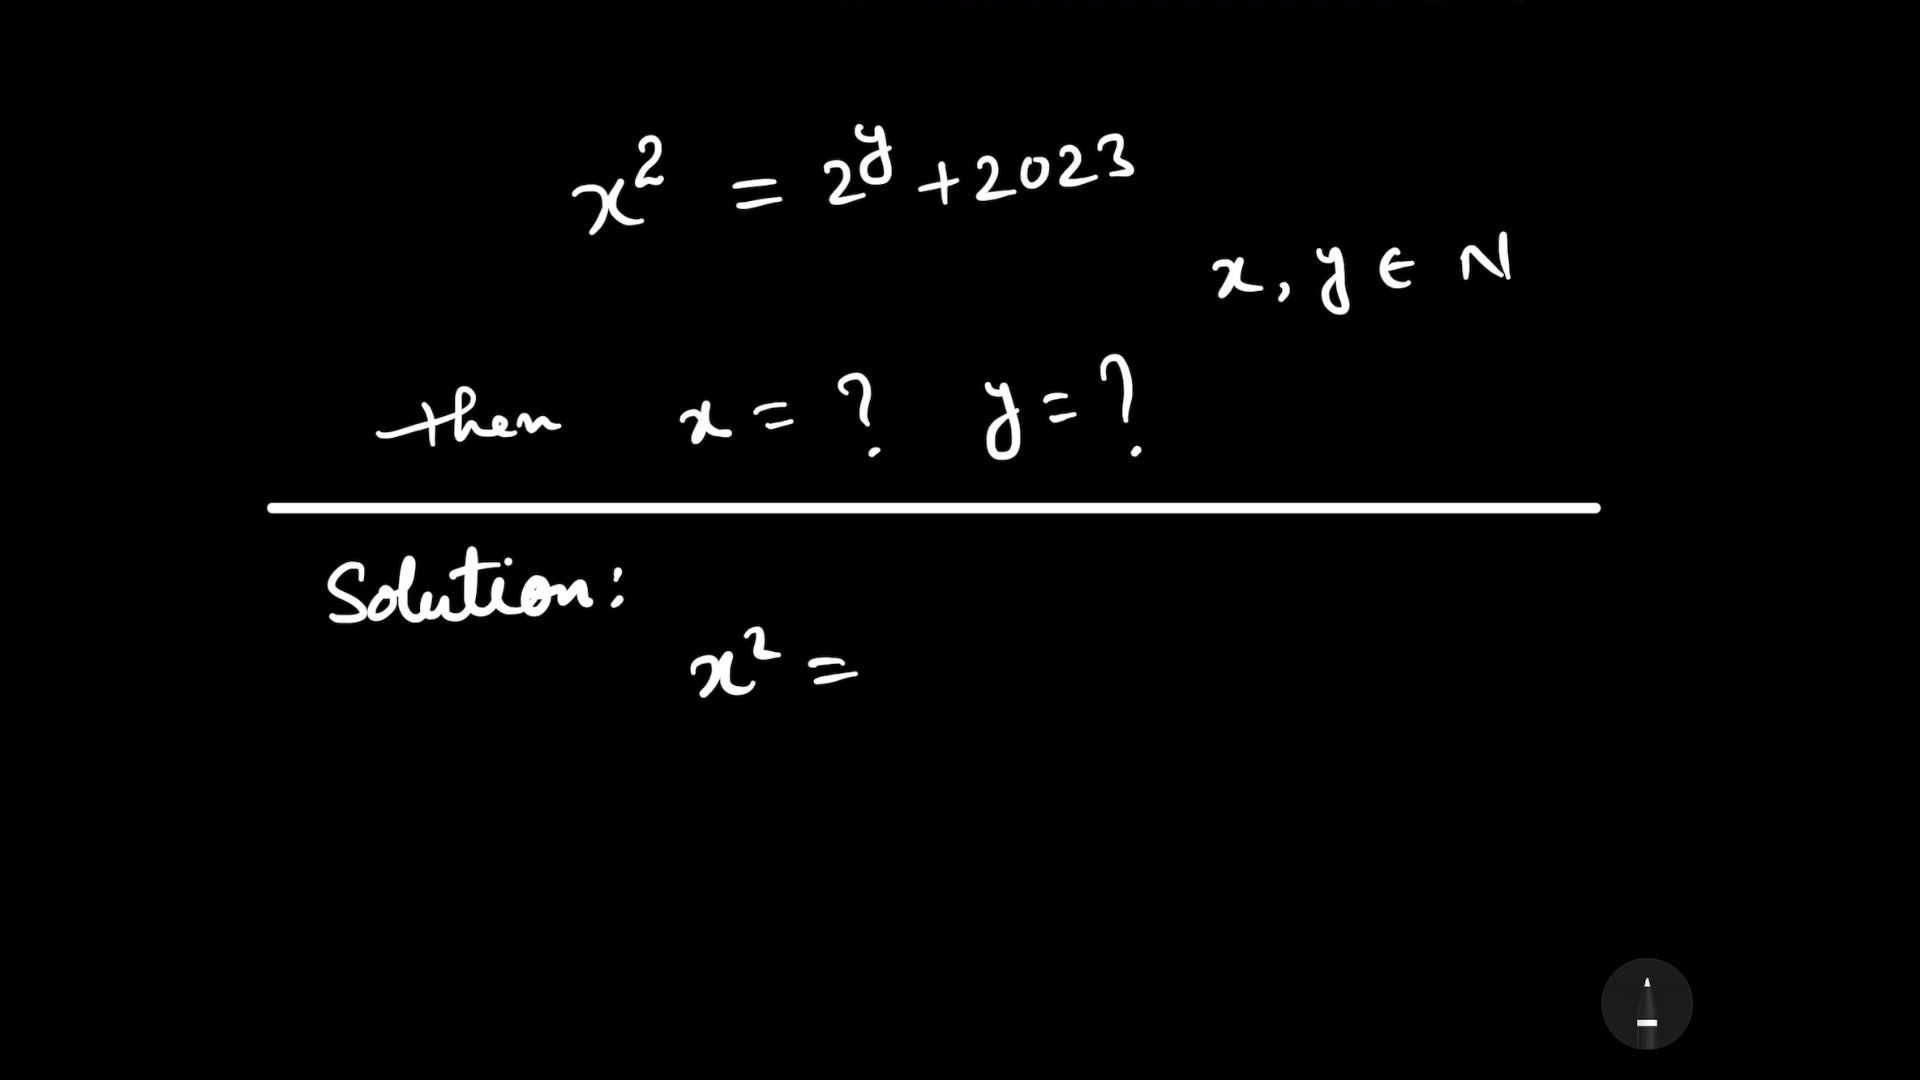 x² = 2^y + 2023
x, y ∈ N
then x = ? y = ?
Solution:
x² =